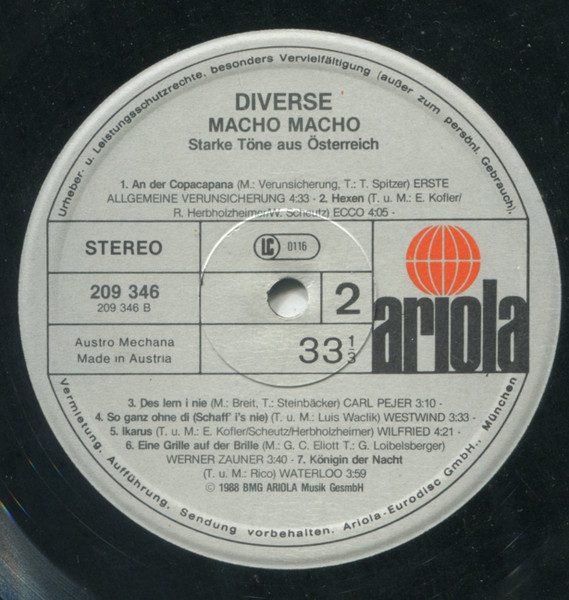 Urheber- u. Leistungsschutzrechte, besonders Vervielfältigung (außer zum persönl. Gebrauch),
DIVERSE
MACHO MACHO
Starke Töne aus Österreich
1. An der Copacapana (M.: Verunsicherung, T.: T. Spitzer) ERSTE
ALLGEMEINE VERUNSICHERUNG 4:33 - 2. Hexen (T. u. M.: E. Kofler/
R. Herbholzheimer/W. Scheutz) ECCO 4:05 -
STEREO
LC 0116
209 346
209 346 B
2
ariola
Austro Mechana
Made in Austria
33 1/3
3. Des lern i nie (M.: Breit, T.: Steinbäcker) CARL PEJER 3:10 -
4. So ganz ohne di (Schaff' i's nie) (T. u. M.: Luis Waclik) WESTWIND 3:33 -
5. Ikarus (T. u. M.: E. Kofler/Scheutz/Herbholzheimer) WILFRIED 4:21 -
6. Eine Grille auf der Brille (M.: G. C. Eliott T.: G. Loibelsberger)
WERNER ZAUNER 3:40 - 7. Königin der Nacht
(T. u. M.: Rico) WATERLOO 3:59
© 1988 BMG ARIOLA Musik GesmbH
Vermietung, Aufführung, Sendung vorbehalten. Ariola-Eurodisc GmbH., München